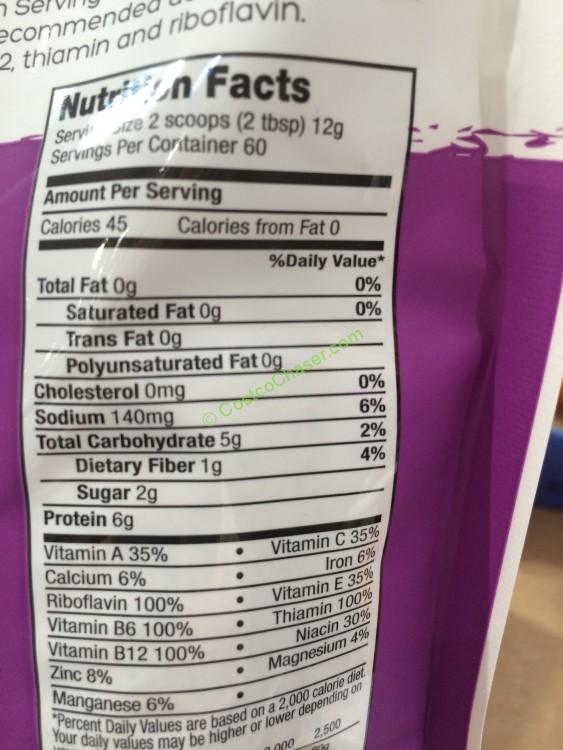 Serving
ecommended
2, thiamin and riboflavin.
Nutrition Facts
Serving Size 2 scoops (2 tbsp) 12g
Servings Per Container 60
Amount Per Serving
Calories 45 Calories from Fat 0
%Daily Value*
Total Fat 0g 0%
Saturated Fat 0g 0%
Trans Fat 0g
Polyunsaturated Fat 0g
Cholesterol 0mg 0%
Sodium 140mg 6%
Total Carbohydrate 5g 2%
Dietary Fiber 1g 4%
Sugar 2g
Protein 6g
Vitamin A 35% • Vitamin C 35%
Calcium 6% • Iron 6%
Riboflavin 100% • Vitamin E 35%
Vitamin B6 100% • Thiamin 100%
Vitamin B12 100% • Niacin 30%
Zinc 8% • Magnesium 4%
Manganese 6% •
*Percent Daily Values are based on a 2,000 calorie diet.
Your daily values may be higher or lower depending on
2,500
© CostcoChaser.com